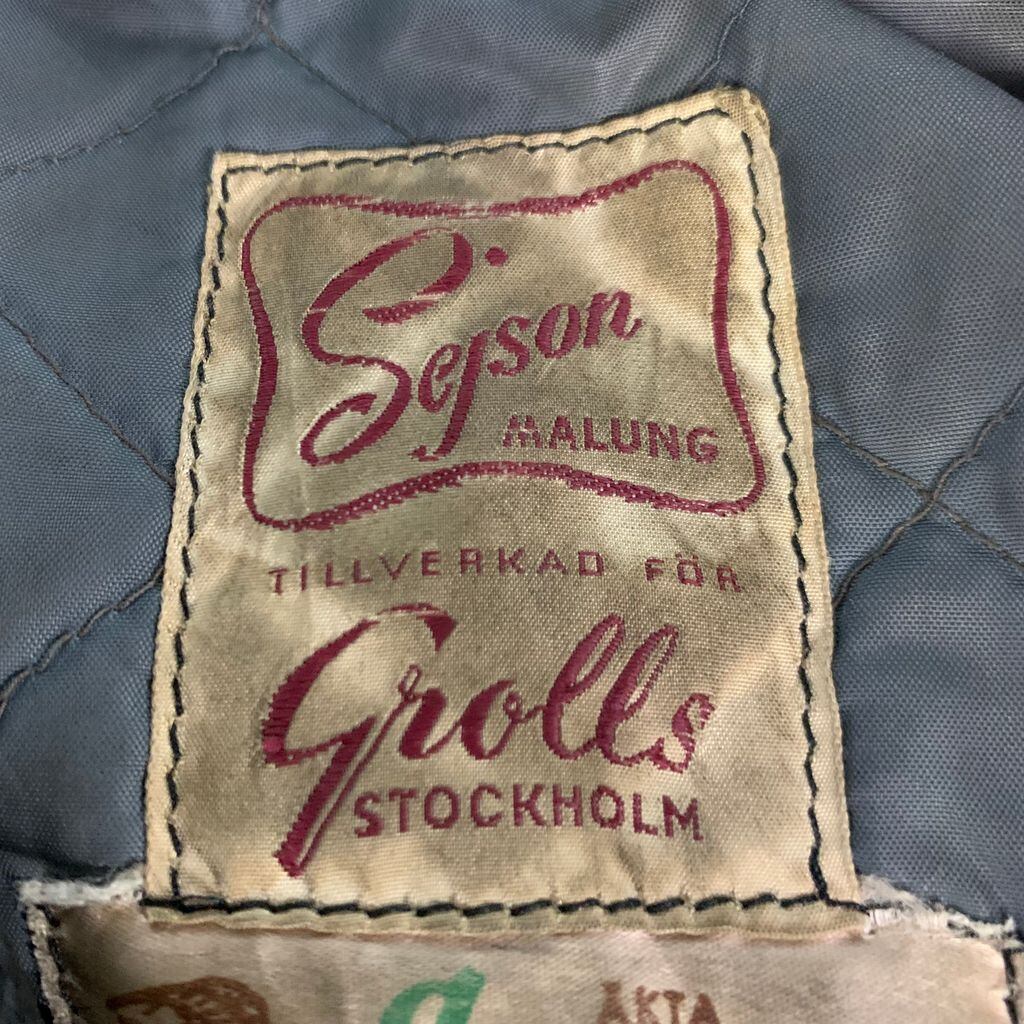 Sejson
MALUNG
TILLVERKAD FÖR
Grolls
STOCKHOLM
ÄKTA